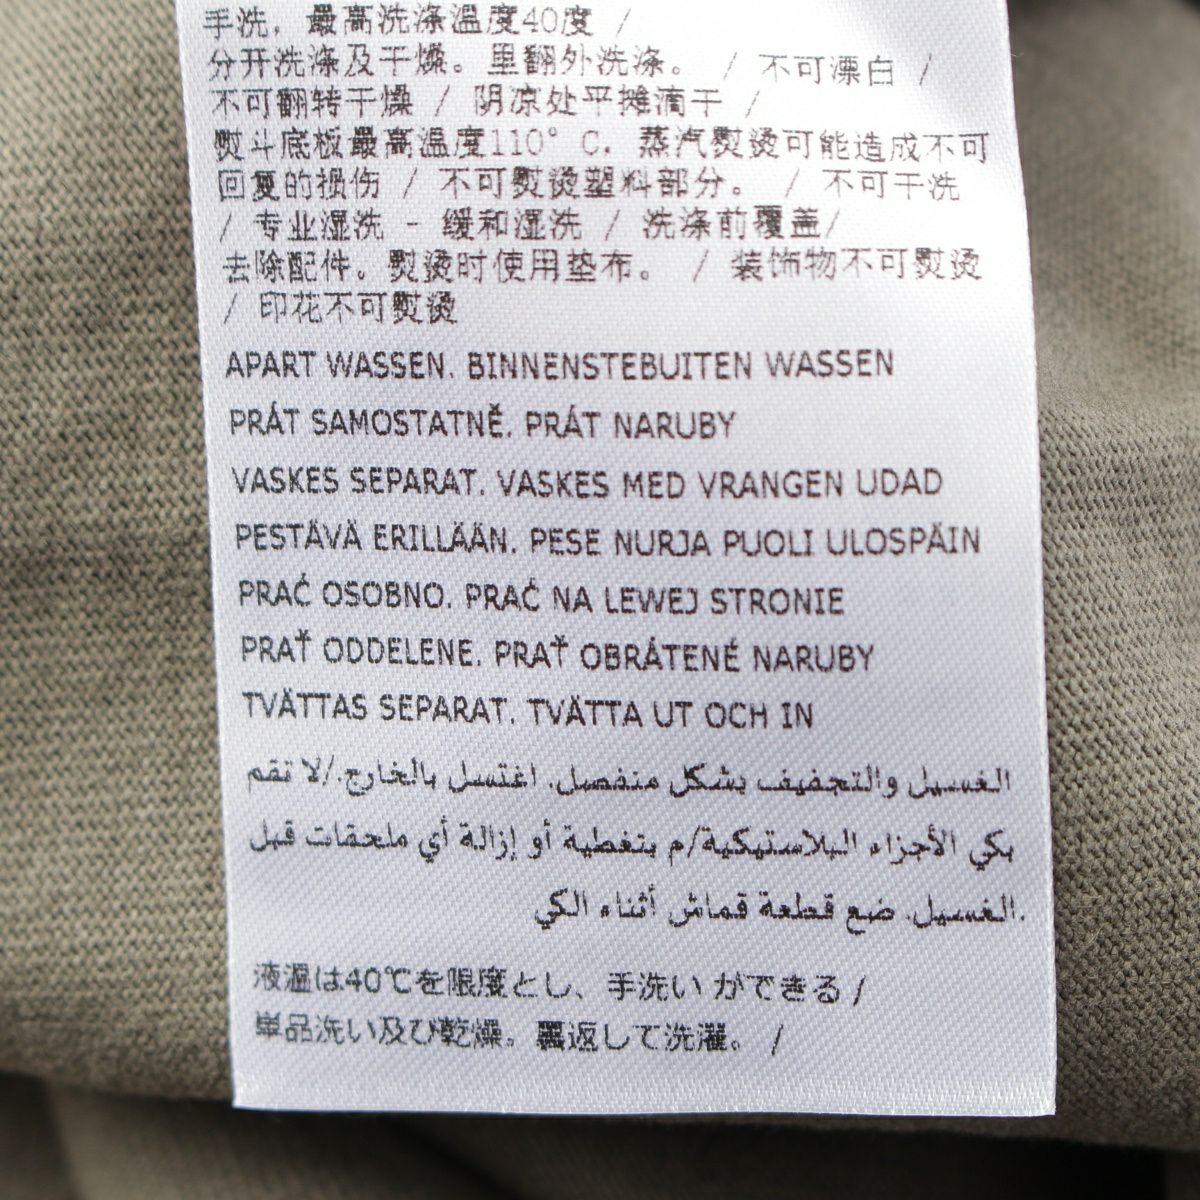 手洗，最高洗涤温度40度 /
分开洗涤及干燥。里翻外洗涤。 / 不可漂白 /
不可翻转干燥 / 阴凉处平摊滴干 /
熨斗底板最高温度110° C. 蒸汽熨烫可能造成不可
回复的损伤 / 不可熨烫塑料部分。 / 不可干洗
/ 专业湿洗 - 缓和湿洗 / 洗涤前覆盖/
去除配件。熨烫时使用垫布。 / 装饰物不可熨烫
/ 印花不可熨烫
APART WASSEN. BINNENSTEBUITEN WASSEN
PRÁT SAMOSTATNĚ. PRÁT NARUBY
VASKES SEPARAT. VASKES MED VRANGEN UDAD
PESTÄVÄ ERILLÄÄN. PESE NURJA PUOLI ULOSPÄIN
PRAĆ OSOBNO. PRAĆ NA LEWEJ STRONIE
PRAŤ ODDELENE. PRAŤ OBRÁTENÉ NARUBY
TVÄTTAS SEPARAT. TVÄTTA UT OCH IN
الغسيل والتجفيف بشكل منفصل. اغتسل بالخارج./لا تقم
بكي الأجزاء البلاستيكية/م بتغطية أو إزالة أي ملحقات قبل
الغسيل. ضع قطعة قماش أثناء الكي.
液温は40℃を限度とし、手洗い ができる /
単品洗い及び乾燥。裏返して洗濯。 /